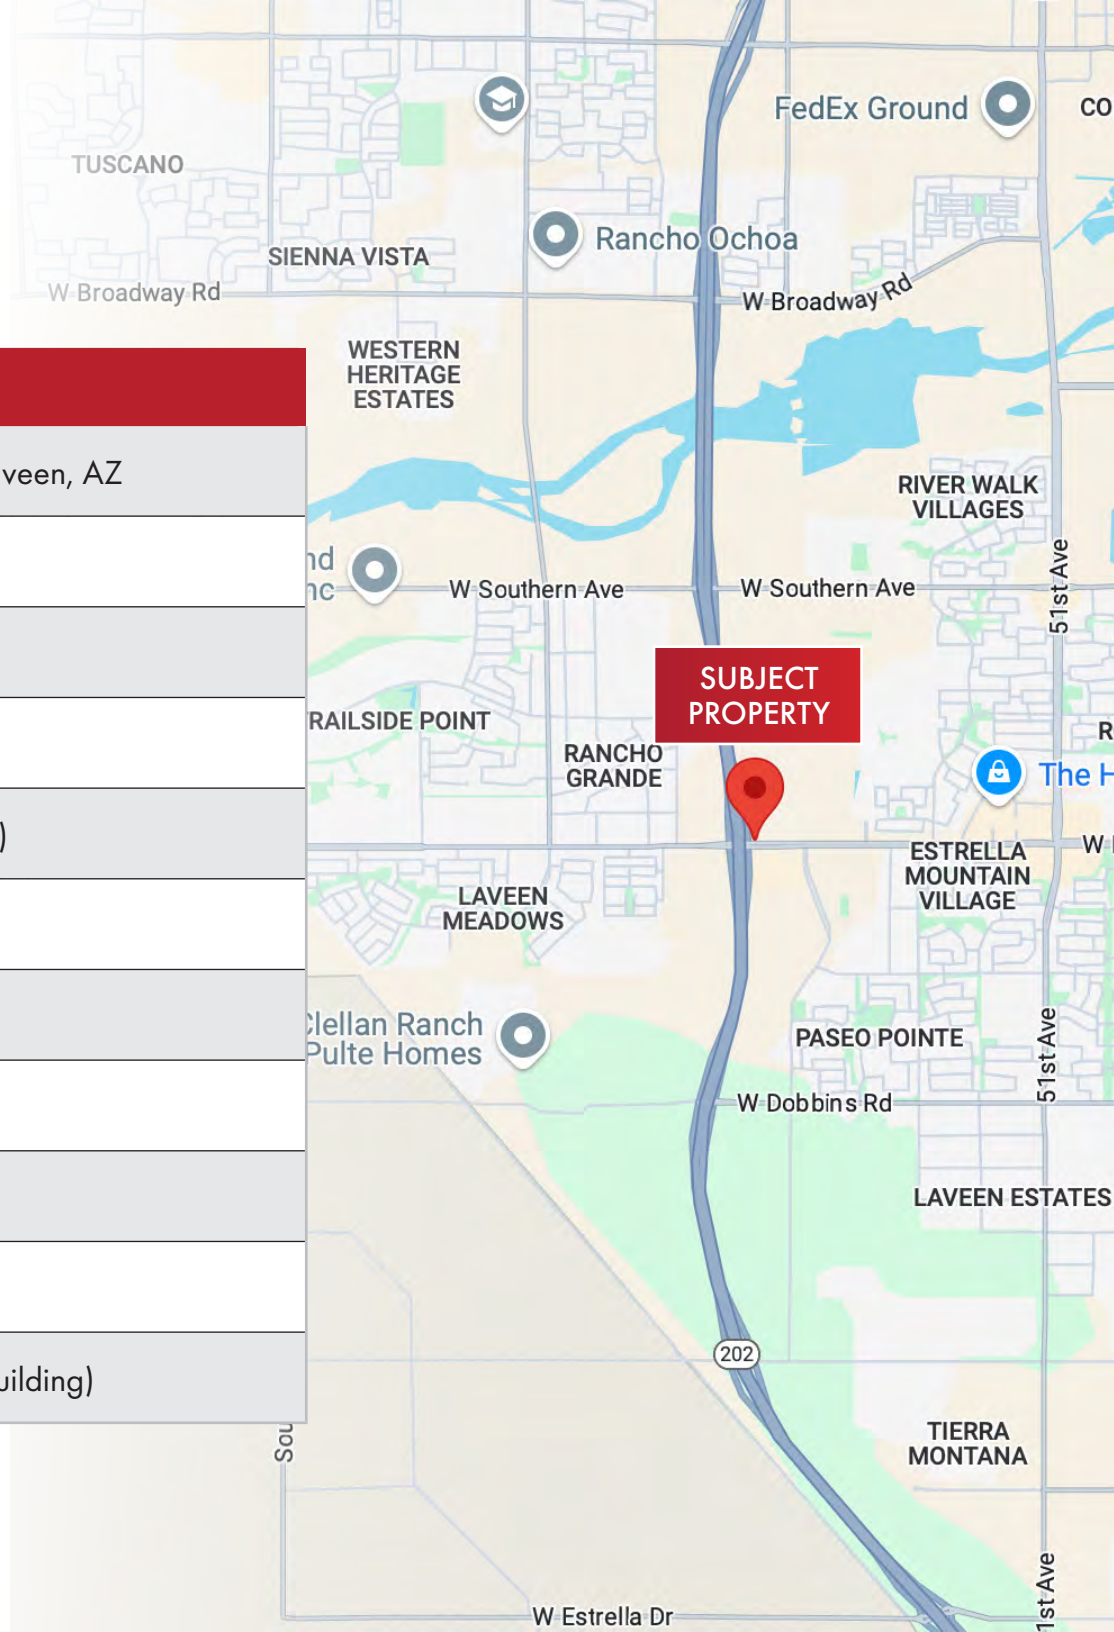 FedEx Ground
CO
TUSCANO
Rancho Ochoa
SIENNA VISTA
W Broadway Rd
W Broadway Rd
WESTERN
HERITAGE
ESTATES
veen, AZ
RIVER WALK
VILLAGES
nd
nc
W Southern Ave
W Southern Ave
51st Ave
SUBJECT
PROPERTY
RAILSIDE POINT
RANCHO
GRANDE
R
The H
)
W
ESTRELLA
MOUNTAIN
VILLAGE
LAVEEN
MEADOWS
Clellan Ranch
Pulte Homes
PASEO POINTE
51st Ave
W Dobbins Rd
LAVEEN ESTATES
202
uilding)
Sou
TIERRA
MONTANA
1st Ave
W Estrella Dr